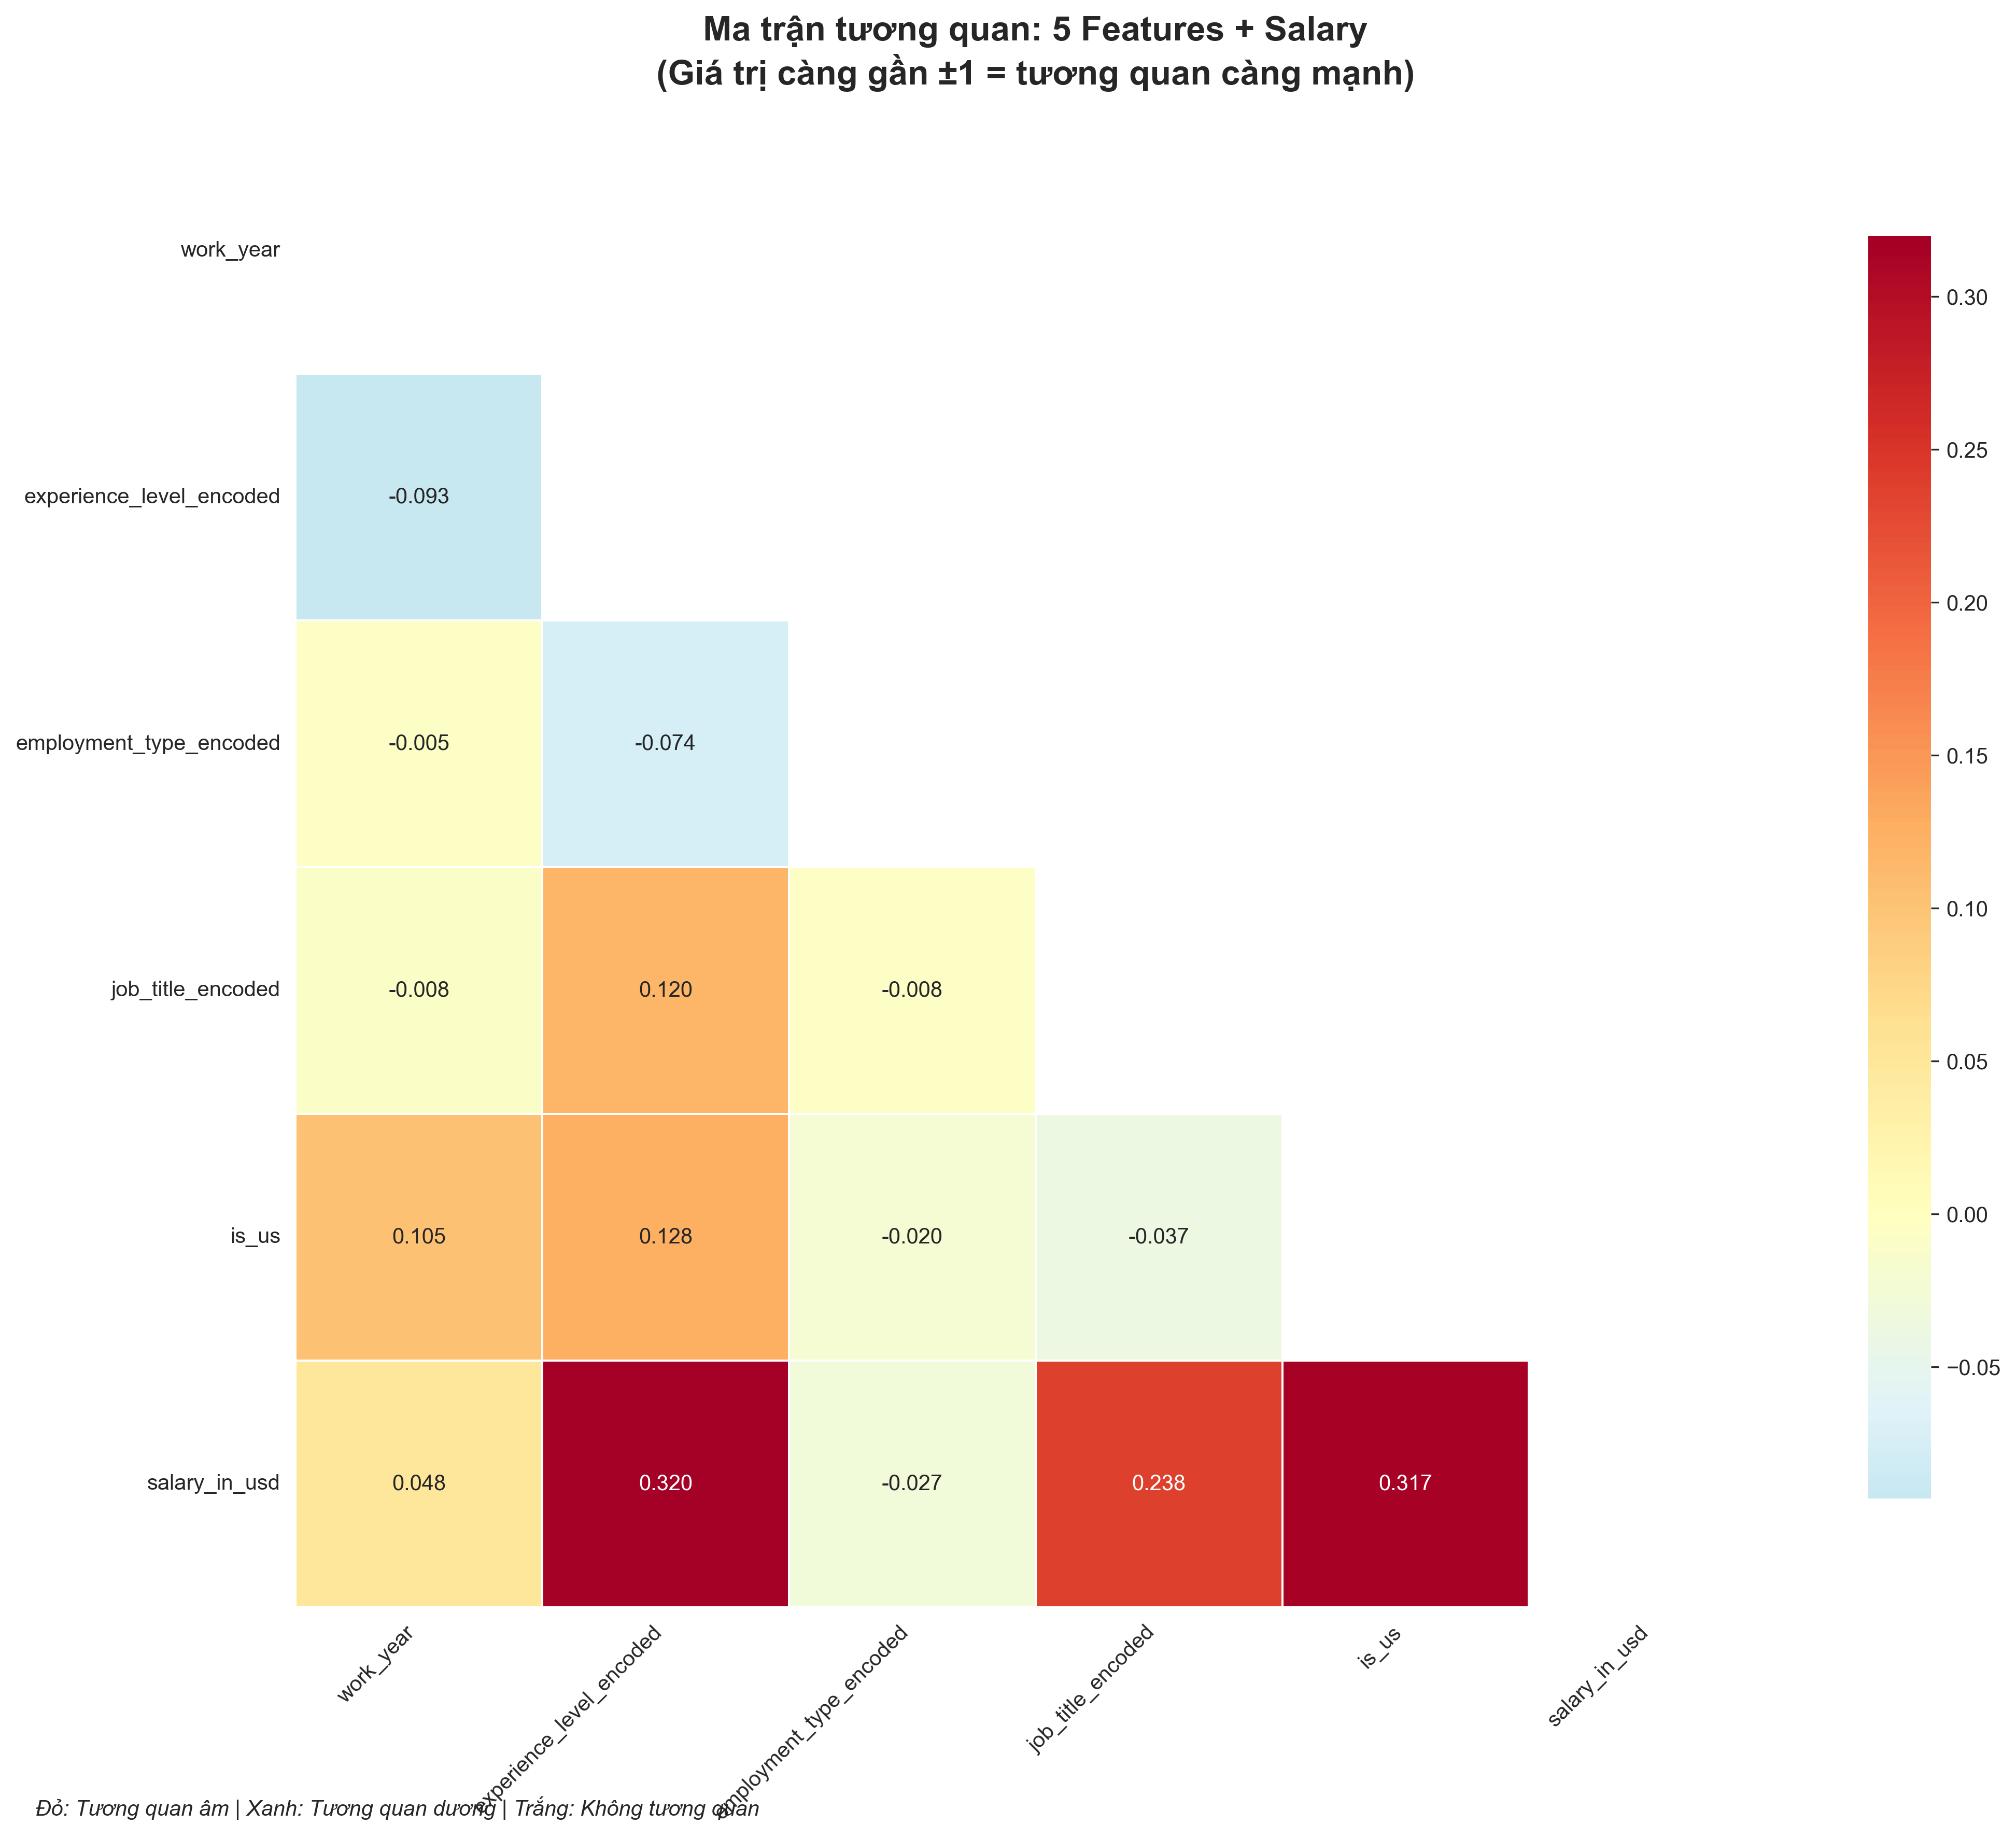 Ma trận tương quan: 5 Features + Salary
(Giá trị càng gần ±1 = tương quan càng mạnh)
work_year
experience_level_encoded
-0.093
employment_type_encoded
-0.005
-0.074
job_title_encoded
-0.008
0.120
-0.008
is_us
0.105
0.128
-0.020
-0.037
salary_in_usd
0.048
0.320
-0.027
0.238
0.317
0.30
0.25
0.20
0.15
0.10
0.05
0.00
−0.05
work_year
experience_level_encoded
employment_type_encoded
job_title_encoded
is_us
salary_in_usd
Đỏ: Tương quan âm | Xanh: Tương quan dương | Trắng: Không tương quan